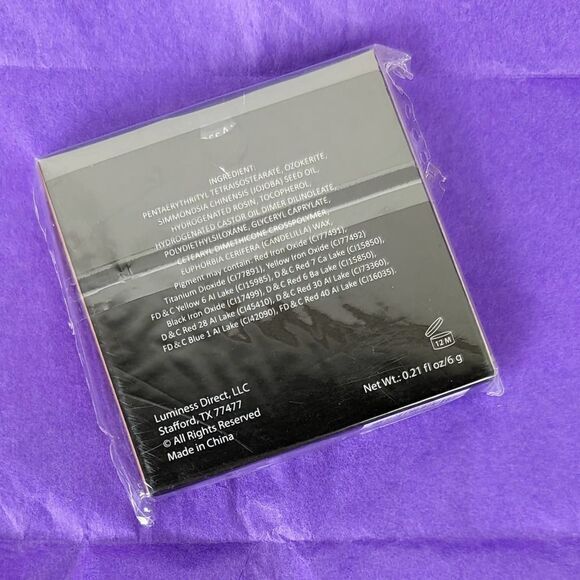 INGREDIENT:
PENTAERYTHRITYL TETRAISOSTEARATE, OZOKERITE,
SIMMONDSIA CHINENSIS (JOJOBA) SEED OIL,
HYDROGENATED ROSIN, TOCOPHEROL,
HYDROGENATED CASTOR OIL DIMER DILINOLEATE,
POLYDIETHYLSILOXANE, GLYCERYL CAPRYLATE,
CETEARYL DIMETHICONE CROSSPOLYMER,
EUPHORBIA CERIFERA (CANDELILLA) WAX,
Pigment may contain: Red Iron Oxide (CI77491),
Titanium Dioxide (CI77891), Yellow Iron Oxide (CI77492)
FD & C Yellow 6 Al Lake (CI15985), D & C Red 7 Ca Lake (CI15850),
Black Iron Oxide (CI17499), D & C Red 6 Ba Lake (CI15850),
D & C Red 28 Al Lake (CI45410), D & C Red 30 Al Lake (CI73360).
FD & C Blue 1 Al Lake (CI42090), FD & C Red 40 Al Lake (CI16035).
12 M
Luminess Direct, LLC
Stafford, TX 77477
© All Rights Reserved
Made in China
Net Wt.: 0.21 fl oz/6 g